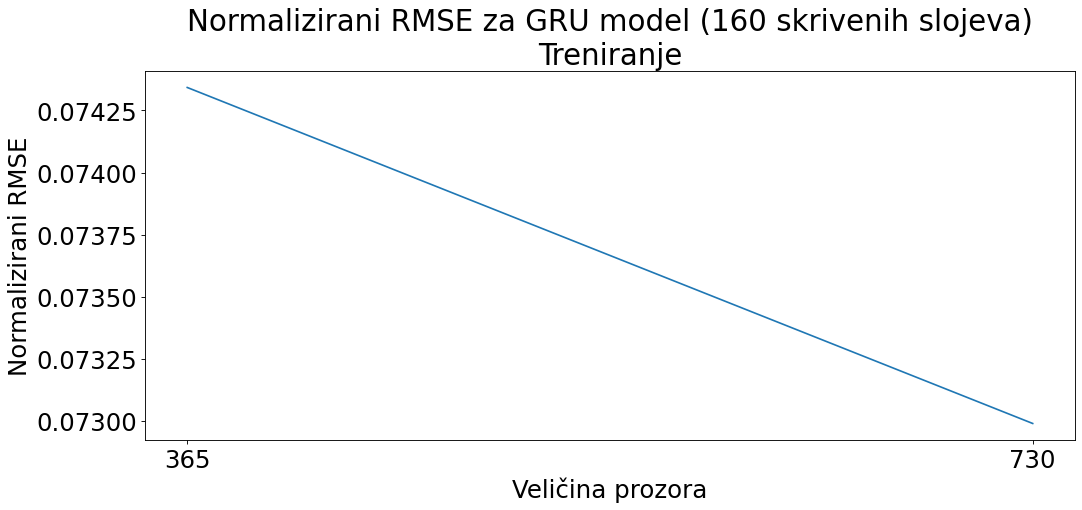 Normalizirani RMSE za GRU model (160 skrivenih slojeva)
Treniranje
Normalizirani RMSE
0.07425
0.07400
0.07375
0.07350
0.07325
0.07300
365
730
Veličina prozora